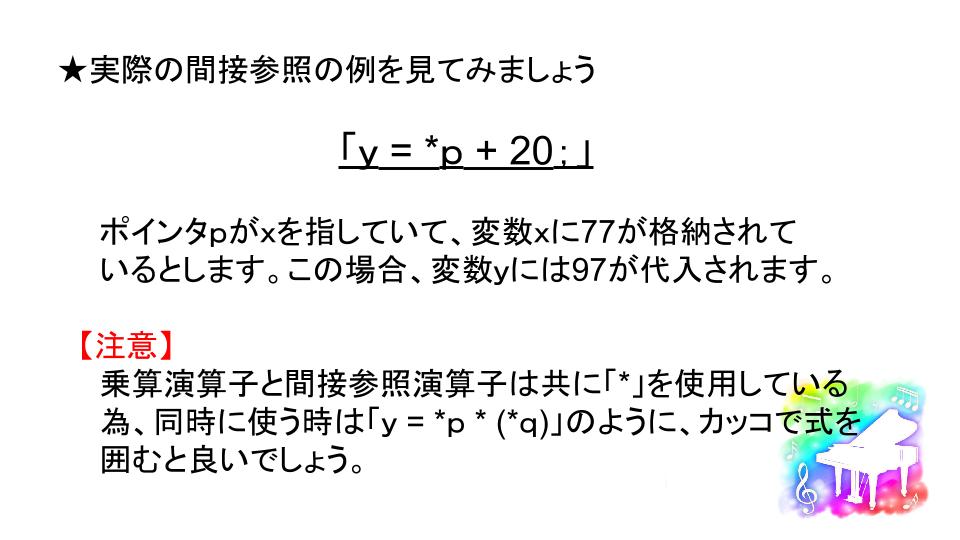 ★実際の間接参照の例を見てみましょう
「y = *p + 20；」
ポインタpがxを指していて、変数xに77が格納されて
いるとします。この場合、変数yには97が代入されます。
【注意】
乗算演算子と間接参照演算子は共に「*」を使用している
為、同時に使う時は「y = *p * (*q)」のように、カッコで式を
囲むと良いでしょう。